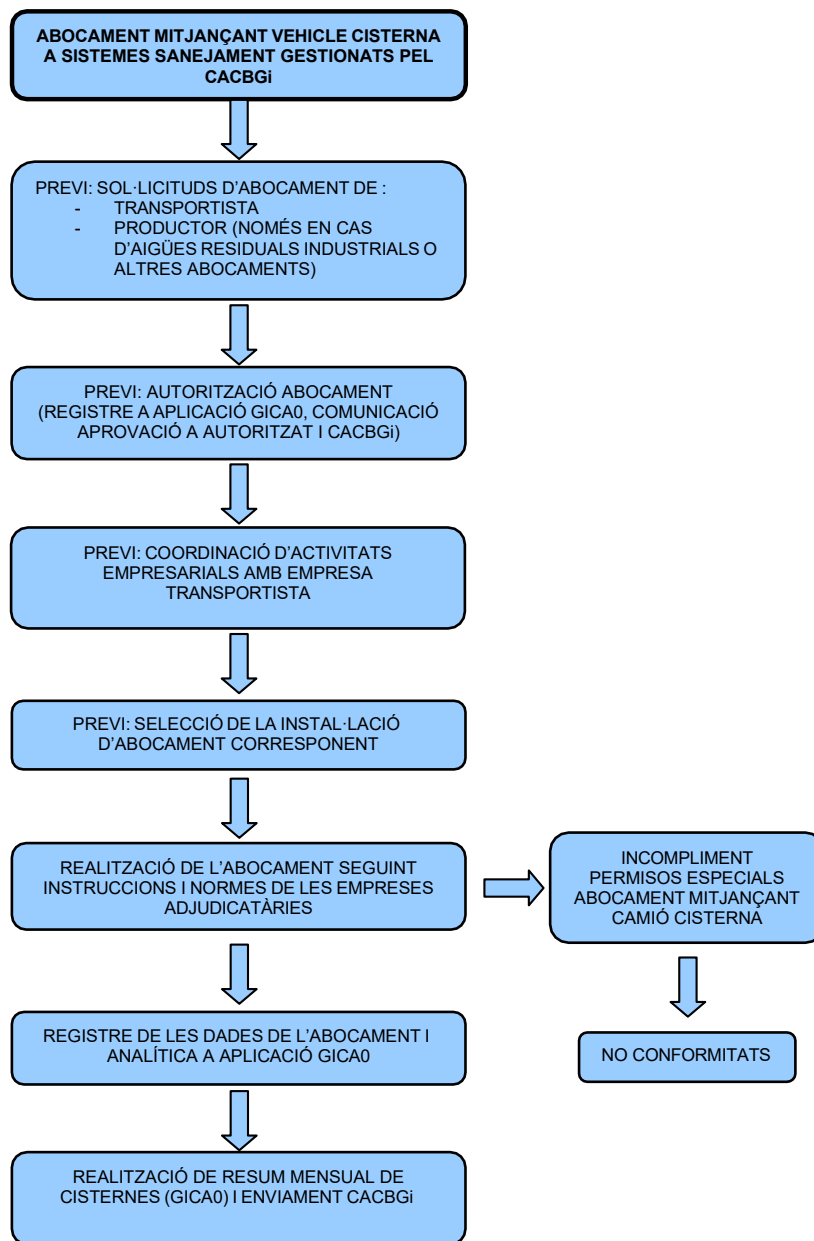 ABOCAMENT MITJANÇANT VEHICLE CISTERNA
A SISTEMES SANEJAMENT GESTIONATS PEL
CACBGi
PREVI: SOL·LICITUDS D'ABOCAMENT DE :
- TRANSPORTISTA
- PRODUCTOR (NOMÉS EN CAS
D'AIGÜES RESIDUALS INDUSTRIALS O
ALTRES ABOCAMENTS)
PREVI: AUTORITZACIÓ ABOCAMENT
(REGISTRE A APLICACIÓ GICA0, COMUNICACIÓ
APROVACIÓ A AUTORITZAT I CACBGi)
PREVI: COORDINACIÓ D'ACTIVITATS
EMPRESARIALS AMB EMPRESA
TRANSPORTISTA
PREVI: SELECCIÓ DE LA INSTAL·LACIÓ
D'ABOCAMENT CORRESPONENT
REALITZACIÓ DE L'ABOCAMENT SEGUINT
INSTRUCCIONS I NORMES DE LES EMPRESES
ADJUDICATÀRIES
INCOMPLIMENT
PERMISOS ESPECIALS
ABOCAMENT MITJANÇANT
CAMIÓ CISTERNA
REGISTRE DE LES DADES DE L'ABOCAMENT I
ANALÍTICA A APLICACIÓ GICA0
NO CONFORMITATS
REALITZACIÓ DE RESUM MENSUAL DE
CISTERNES (GICA0) I ENVIAMENT CACBGi